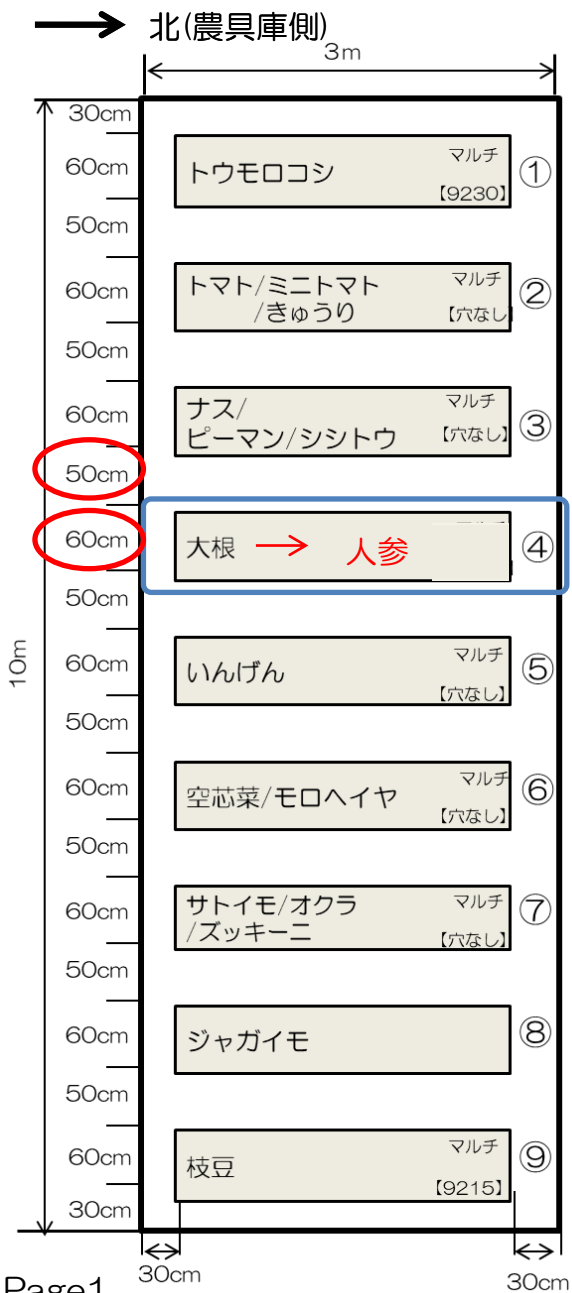 北(農具庫側)
3m
30cm
60cm
トウモロコシ
マルチ
【9230】
①
50cm
60cm
トマト/ミニトマト
/きゅうり
マルチ
【穴なし】
②
50cm
60cm
ナス/
ピーマン/シシトウ
マルチ
【穴なし】
③
50cm
60cm
大根 → 人参
④
50cm
10m
60cm
いんげん
マルチ
【穴なし】
⑤
50cm
60cm
空芯菜/モロヘイヤ
マルチ
【穴なし】
⑥
50cm
60cm
サトイモ/オクラ
/ズッキーニ
マルチ
【穴なし】
⑦
50cm
60cm
ジャガイモ
⑧
50cm
60cm
枝豆
マルチ
【9215】
⑨
30cm
30cm
30cm
Page1